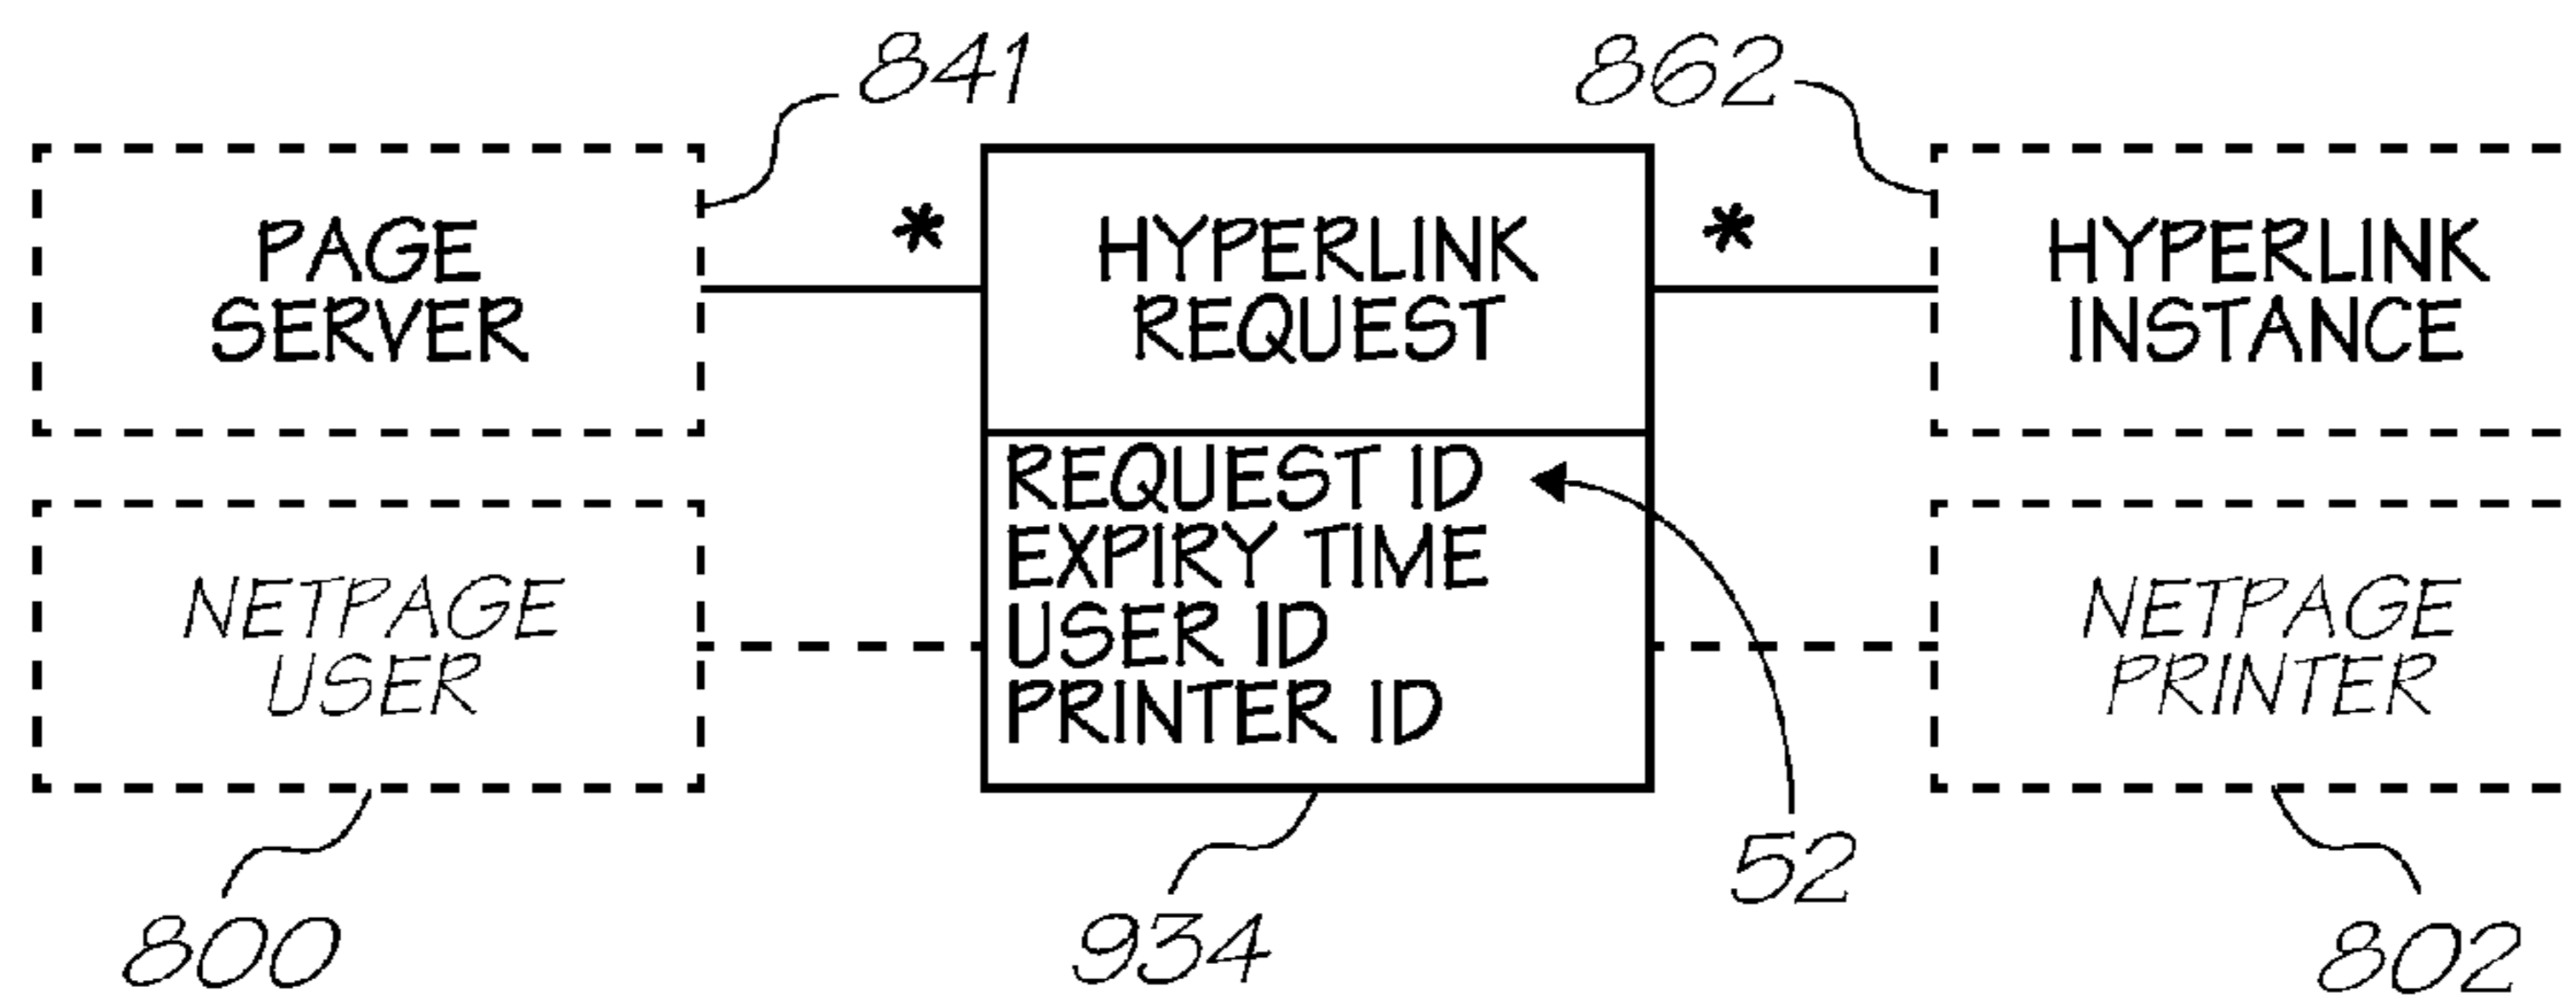 841
862
PAGE
SERVER
*
HYPERLINK
REQUEST
*
HYPERLINK
INSTANCE
REQUEST ID
EXPIRY TIME
USER ID
PRINTER ID
NETPAGE
USER
NETPAGE
PRINTER
52
800
934
802